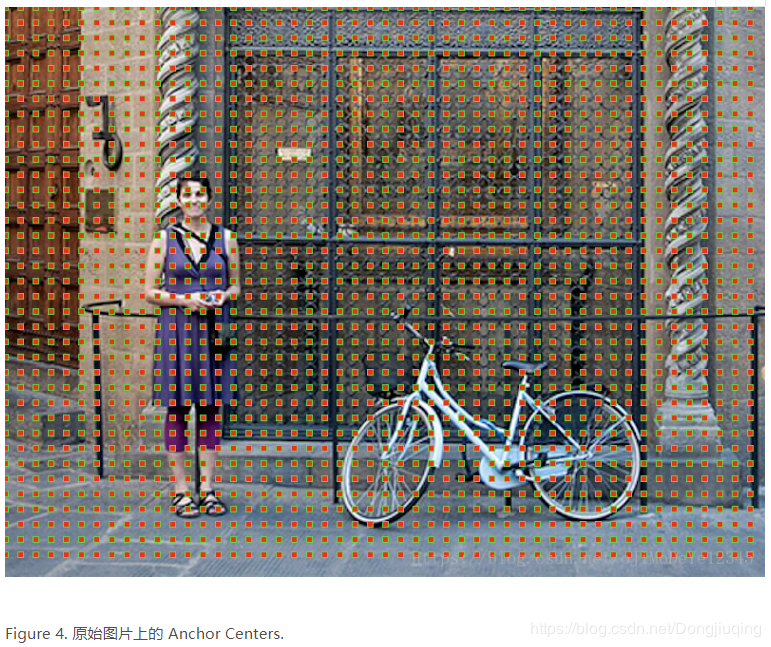 Figure 4. 原始图片上的 Anchor Centers.
https://blog.csdn.net/Dongjiuqing